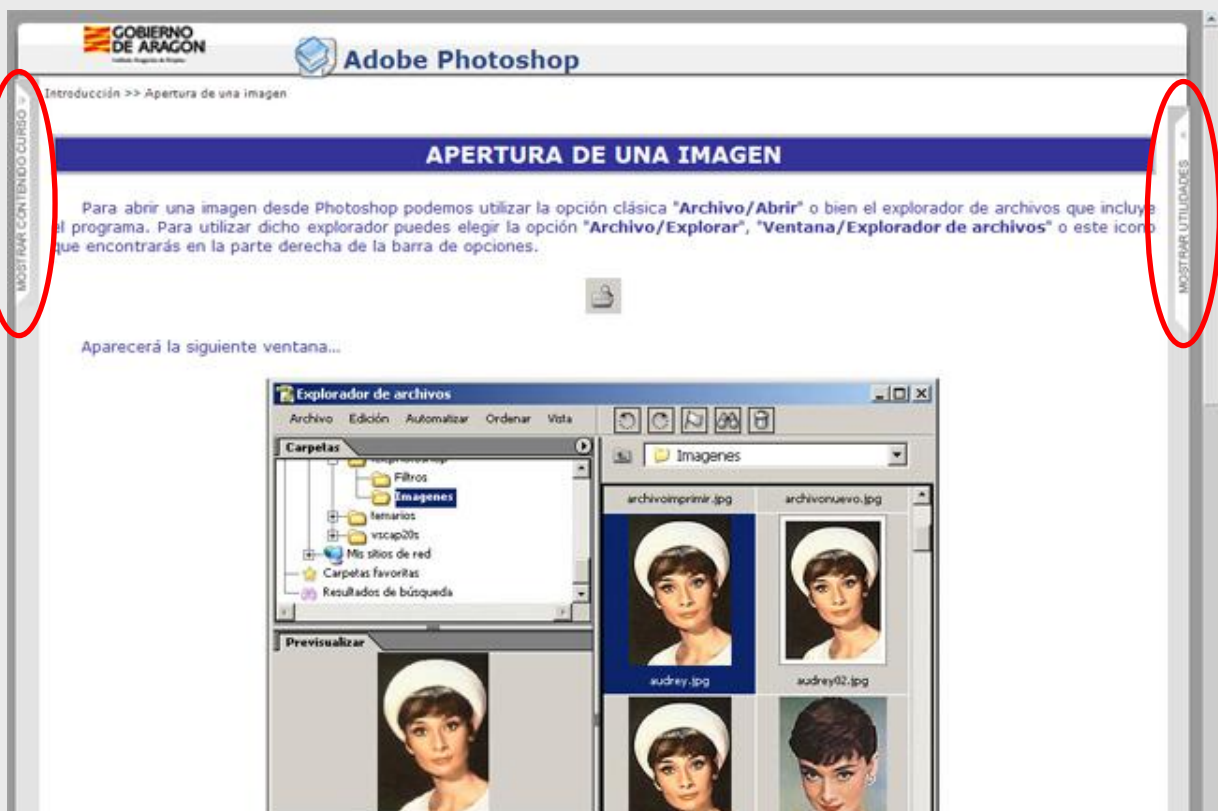 GOBIERNO
DE ARAGON
Adobe Photoshop
Introducción >> Apertura de una imagen
MOSTRAR CONTENIDO CURSO »
MOSTRAR UTILIDADES «
APERTURA DE UNA IMAGEN
Para abrir una imagen desde Photoshop podemos utilizar la opción clásica "Archivo/Abrir" o bien el explorador de archivos que incluye
el programa. Para utilizar dicho explorador puedes elegir la opción "Archivo/Explorar", "Ventana/Explorador de archivos" o este icono
que encontrarás en la parte derecha de la barra de opciones.
Aparecerá la siguiente ventana...
Explorador de archivos
Archivo Edición Automatizar Ordenar Vista
Carpetas
Imagenes
Filtros
Imagenes
temarios
vscap20s
Mis sitios de red
Carpetas favoritas
Resultados de búsqueda
Previsualizar
archivoimprimir.jpg archivonuevo.jpg
audrey.jpg audrey02.jpg